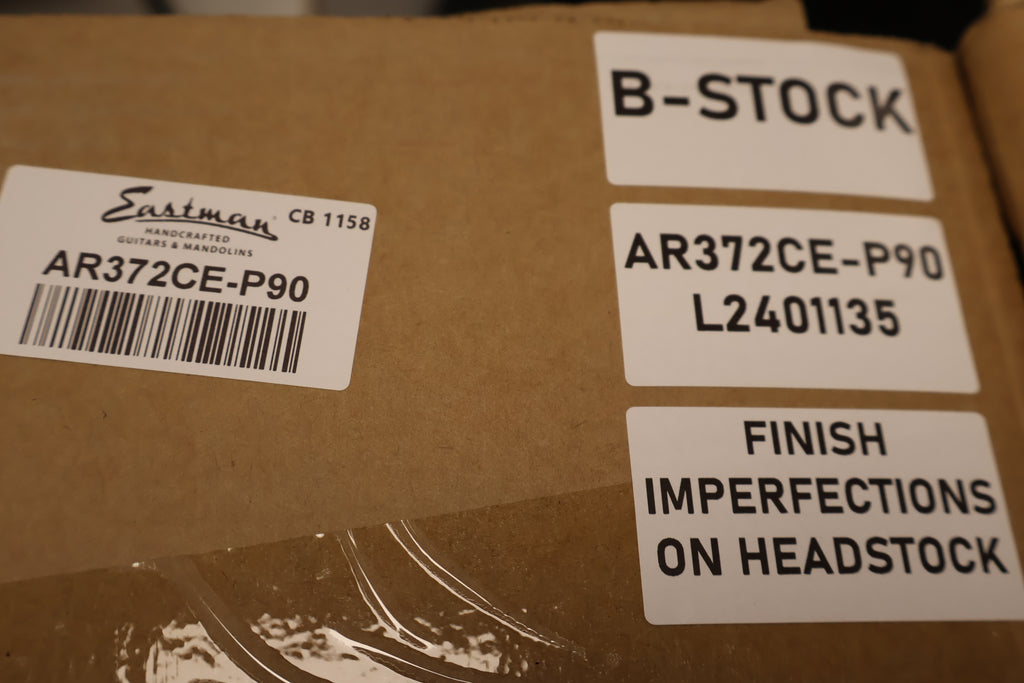 Eastman CB 1158
HANDCRAFTED
GUITARS & MANDOLINS
AR372CE-P90
B-STOCK
AR372CE-P90
L2401135
FINISH
IMPERFECTIONS
ON HEADSTOCK